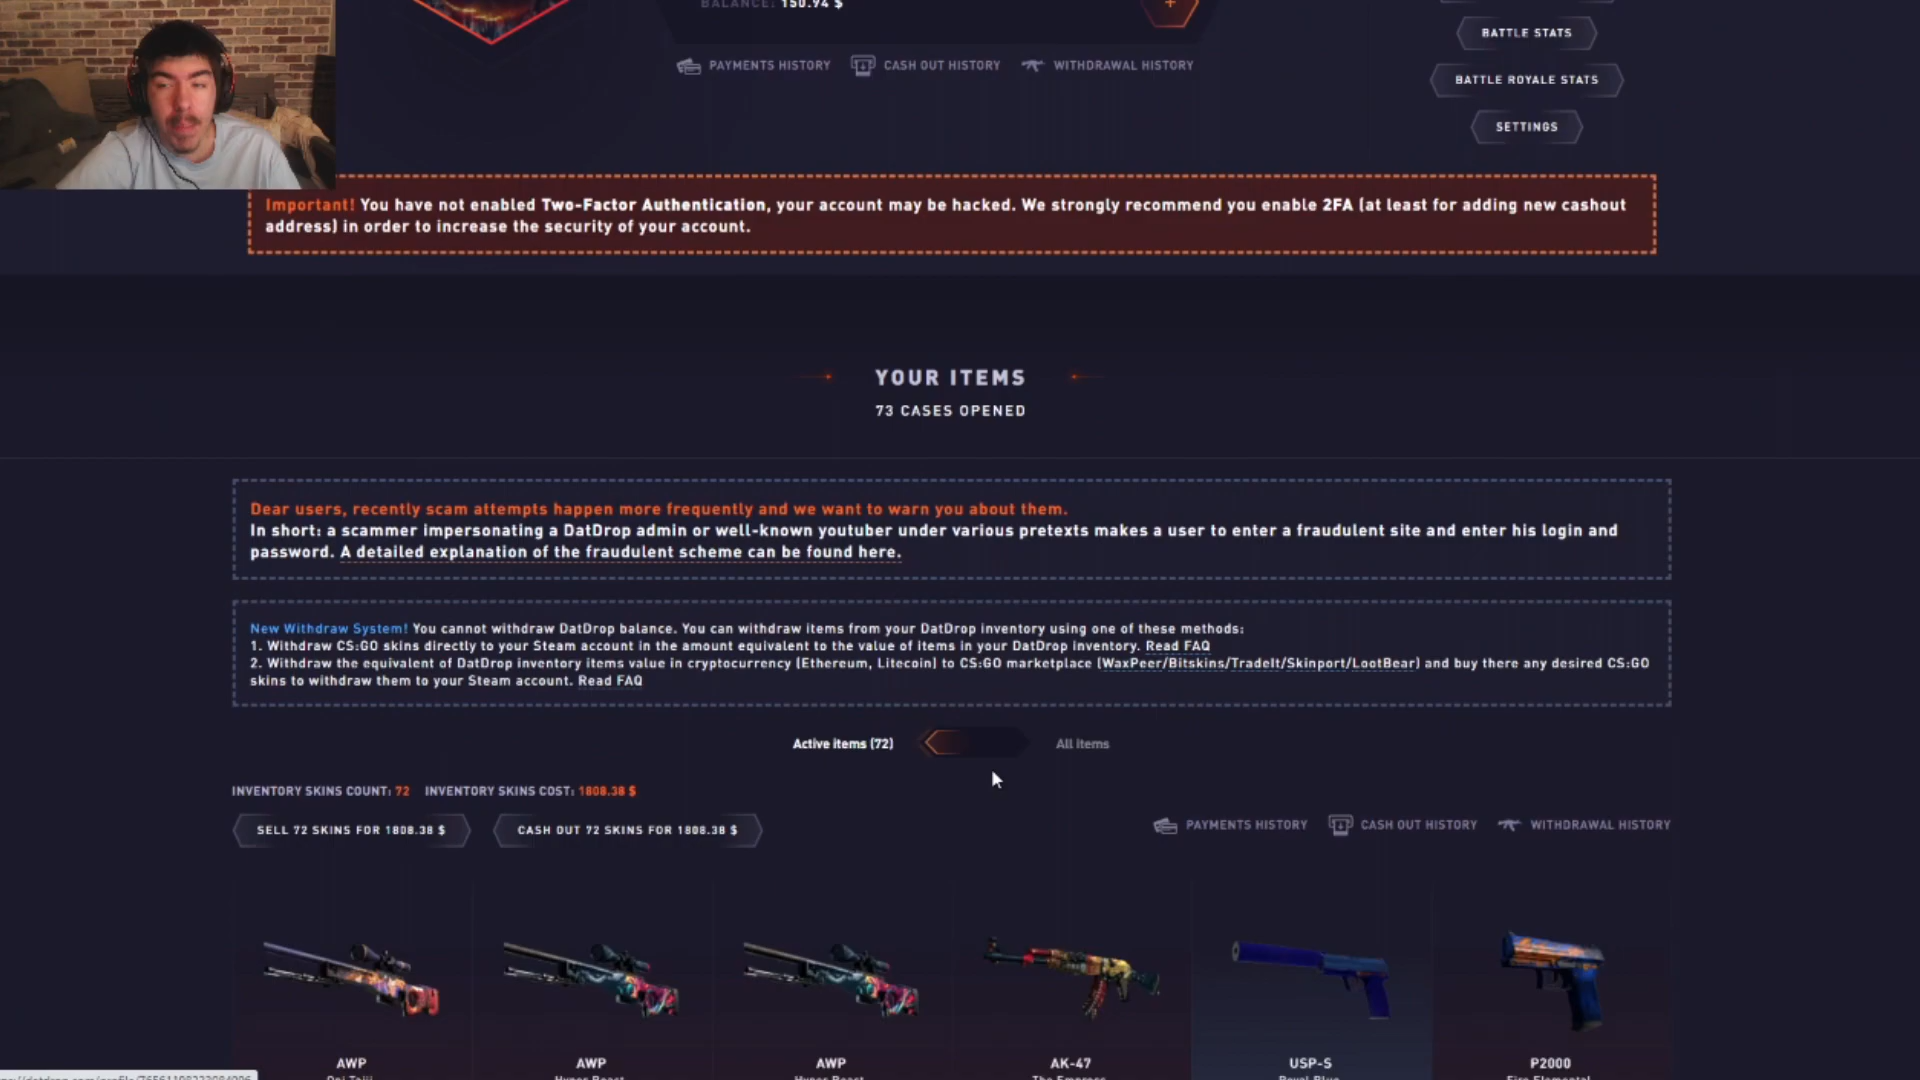 BALANCE: 150.94 $
PAYMENTS HISTORY
CASH OUT HISTORY
WITHDRAWAL HISTORY
BATTLE STATS
BATTLE ROYALE STATS
SETTINGS
Important! You have not enabled Two-Factor Authentication, your account may be hacked. We strongly recommend you enable 2FA (at least for adding new cashout
address) in order to increase the security of your account.
YOUR ITEMS
73 CASES OPENED
Dear users, recently scam attempts happen more frequently and we want to warn you about them.
In short: a scammer impersonating a DatDrop admin or well-known youtuber under various pretexts makes a user to enter a fraudulent site and enter his login and
password. A detailed explanation of the fraudulent scheme can be found here.
New Withdraw System! You cannot withdraw DatDrop balance. You can withdraw items from your DatDrop inventory using one of these methods:
1. Withdraw CS:GO skins directly to your Steam account in the amount equivalent to the value of items in your DatDrop inventory. Read FAQ
2. Withdraw the equivalent of DatDrop inventory items value in cryptocurrency (Ethereum, Litecoin) to CS:GO marketplace (WaxPeer/Bitskins/TradeIt/Skinport/LootBear) and buy there any desired CS:GO
skins to withdraw them to your Steam account. Read FAQ
Active items (72)
All items
INVENTORY SKINS COUNT: 72 INVENTORY SKINS COST: 1808.38 $
SELL 72 SKINS FOR 1808.38 $
CASH OUT 72 SKINS FOR 1808.38 $
PAYMENTS HISTORY
CASH OUT HISTORY
WITHDRAWAL HISTORY
AWP
AWP
AWP
AK-47
USP-S
P2000
Oni Taiji
Hyper Beast
Hyper Beast
The Empress
Royal Blue
Fire Elemental